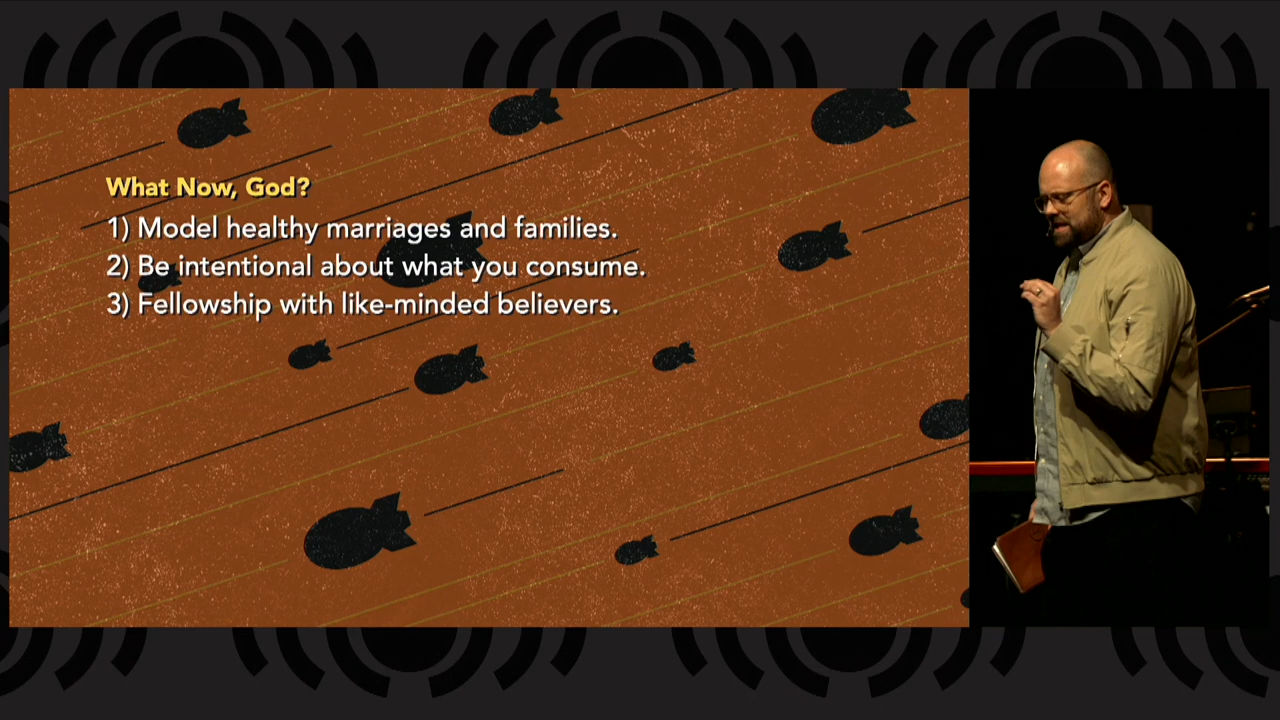 What Now, God?
1) Model healthy marriages and families.
2) Be intentional about what you consume.
3) Fellowship with like-minded believers.